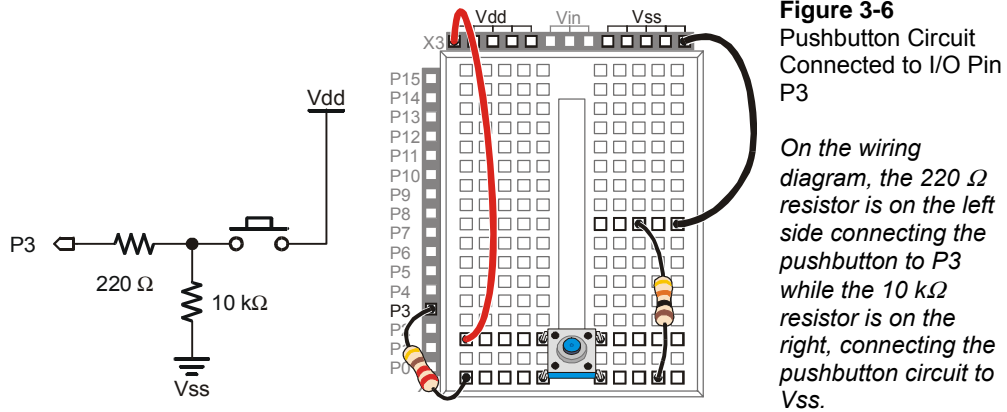 Vdd
P3
220 Ω
10 kΩ
Vss
Vdd
Vin
Vss
X3
P15
P14
P13
P12
P11
P10
P9
P8
P7
P6
P5
P4
P3
P0
Figure 3-6
Pushbutton Circuit
Connected to I/O Pin
P3
On the wiring
diagram, the 220 Ω
resistor is on the left
side connecting the
pushbutton to P3
while the 10 kΩ
resistor is on the
right, connecting the
pushbutton circuit to
Vss.